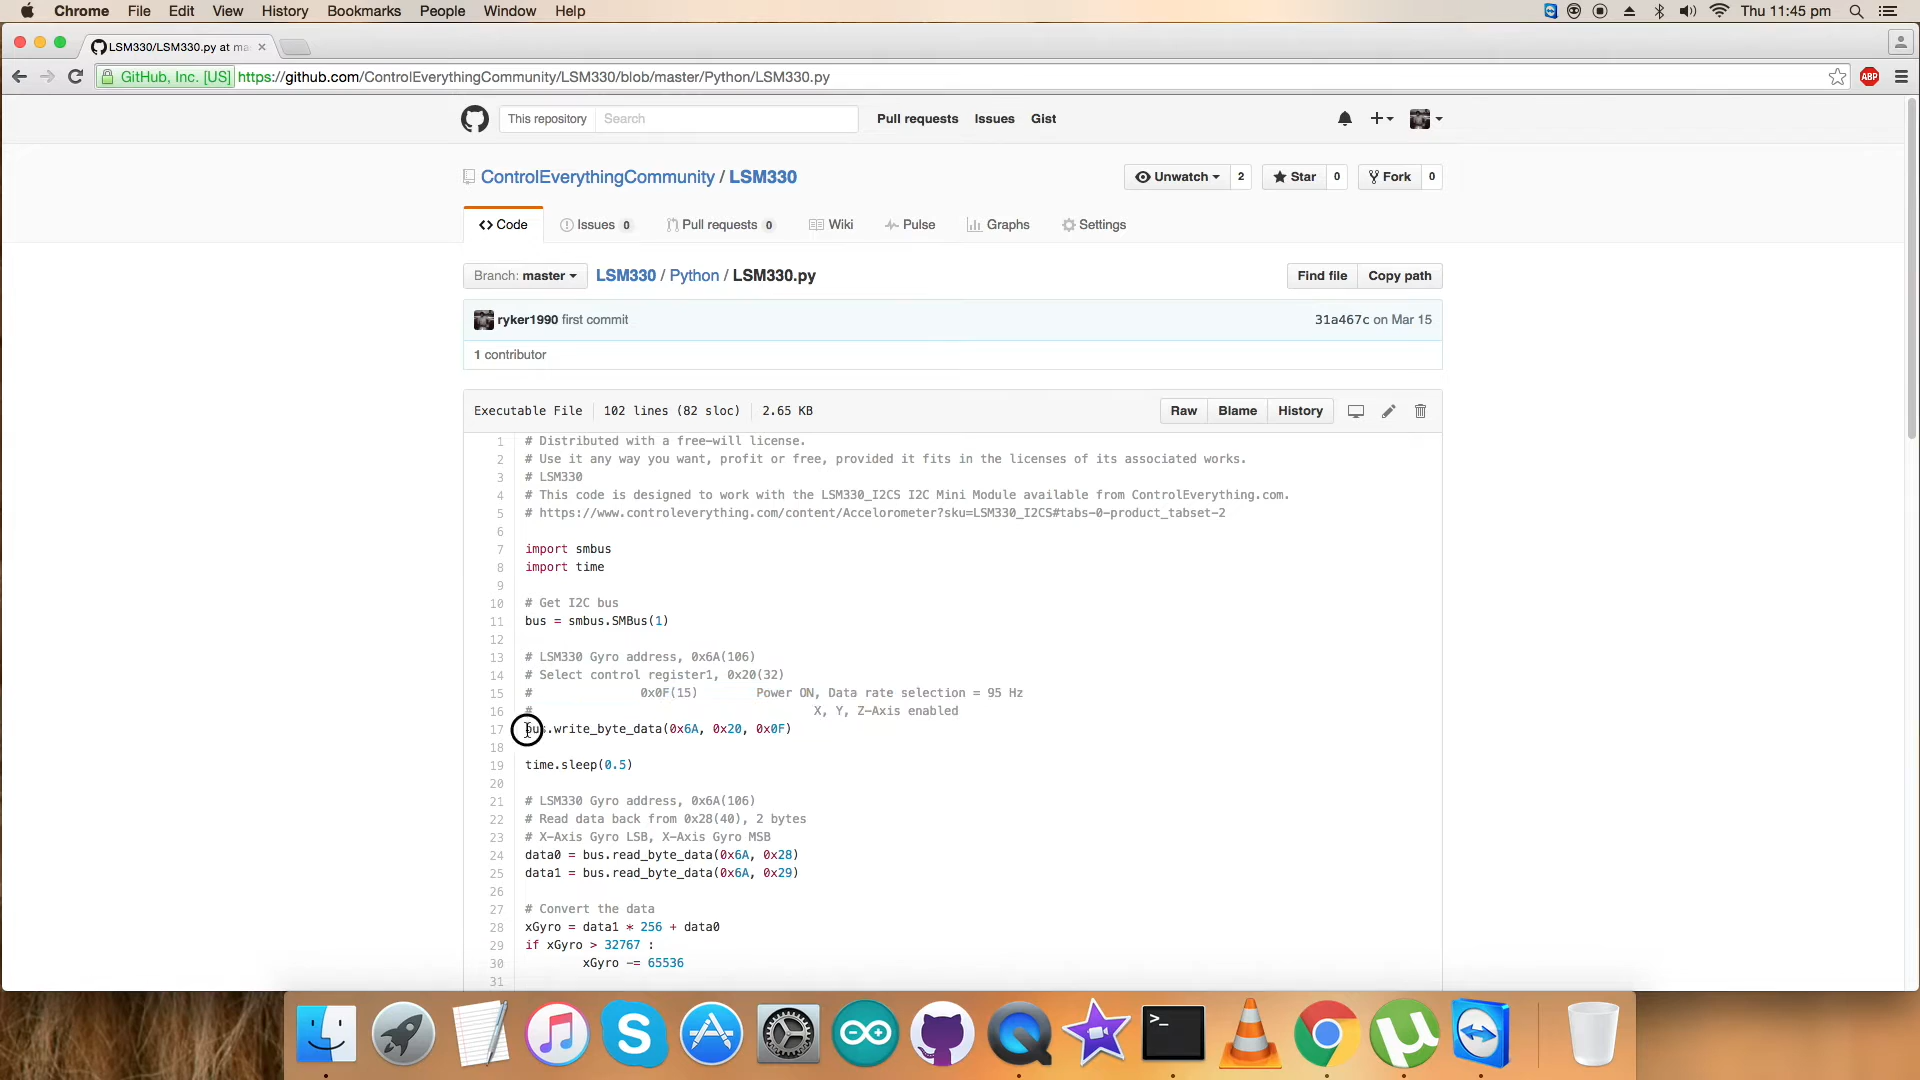 Chrome File Edit View History Bookmarks People Window Help Thu 11:45 pm
LSM330/LSM330.py at ma
GitHub, Inc. [US] https://github.com/ControlEverythingCommunity/LSM330/blob/master/Python/LSM330.py ABP
This repository Search Pull requests Issues Gist
ControlEverythingCommunity / LSM330 Unwatch 2 Star 0 Fork 0
Code Issues 0 Pull requests 0 Wiki Pulse Graphs Settings
Branch: master LSM330 / Python / LSM330.py Find file Copy path
ryker1990 first commit 31a467c on Mar 15
1 contributor
Executable File 102 lines (82 sloc) 2.65 KB Raw Blame History
1 # Distributed with a free-will license.
2 # Use it any way you want, profit or free, provided it fits in the licenses of its associated works.
3 # LSM330
4 # This code is designed to work with the LSM330_I2CS I2C Mini Module available from ControlEverything.com.
5 # https://www.controleverything.com/content/Accelorometer?sku=LSM330_I2CS#tabs-0-product_tabset-2
6
7 import smbus
8 import time
9
10 # Get I2C bus
11 bus = smbus.SMBus(1)
12
13 # LSM330 Gyro address, 0x6A(106)
14 # Select control register1, 0x20(32)
15 # 0x0F(15) Power ON, Data rate selection = 95 Hz
16 # X, Y, Z-Axis enabled
17 bus.write_byte_data(0x6A, 0x20, 0x0F)
18
19 time.sleep(0.5)
20
21 # LSM330 Gyro address, 0x6A(106)
22 # Read data back from 0x28(40), 2 bytes
23 # X-Axis Gyro LSB, X-Axis Gyro MSB
24 data0 = bus.read_byte_data(0x6A, 0x28)
25 data1 = bus.read_byte_data(0x6A, 0x29)
26
27 # Convert the data
28 xGyro = data1 * 256 + data0
29 if xGyro > 32767 :
30 xGyro -= 65536
31